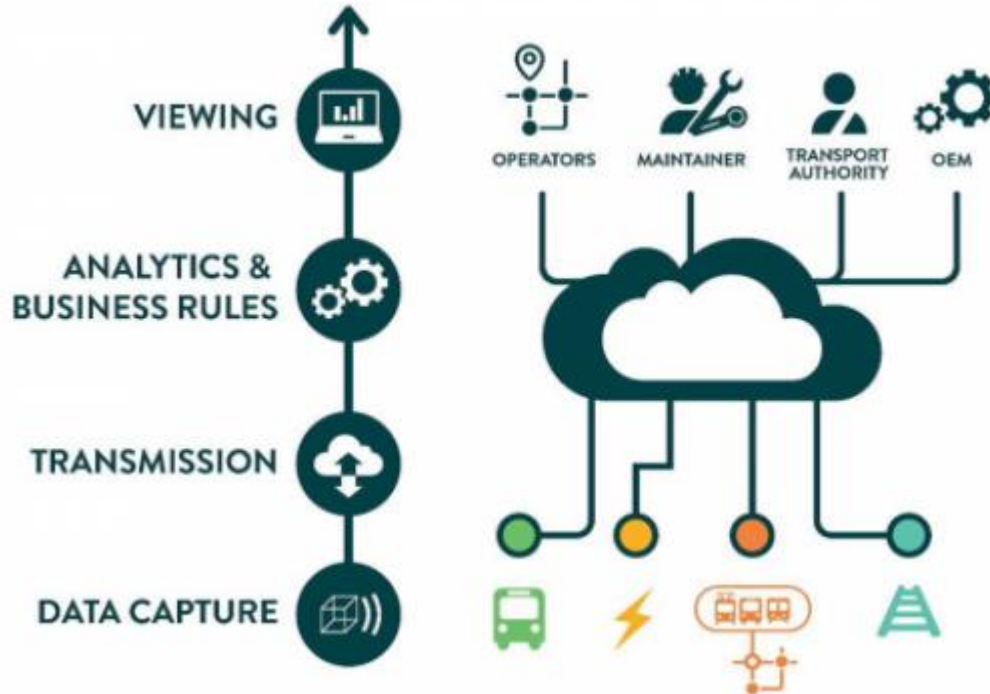 VIEWING
OPERATORS
MAINTAINER
TRANSPORT
AUTHORITY
OEM
ANALYTICS &
BUSINESS RULES
TRANSMISSION
DATA CAPTURE